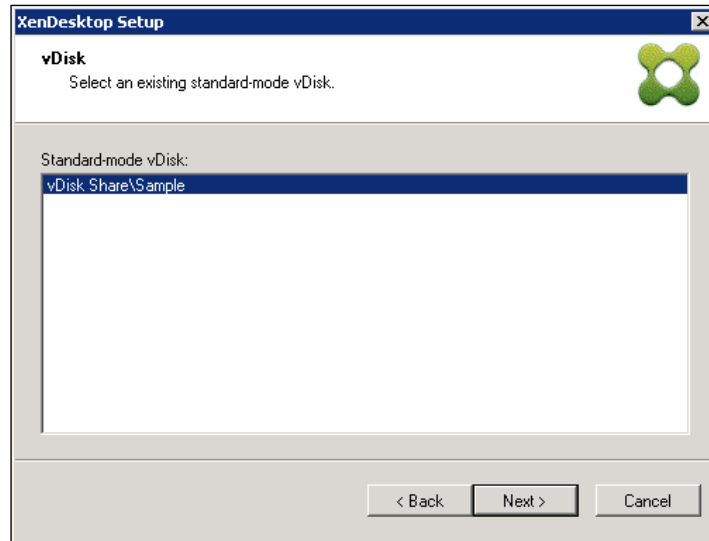 XenDesktop Setup
vDisk
Select an existing standard-mode vDisk.
Standard-mode vDisk:
vDisk Share\Sample
< Back Next > Cancel